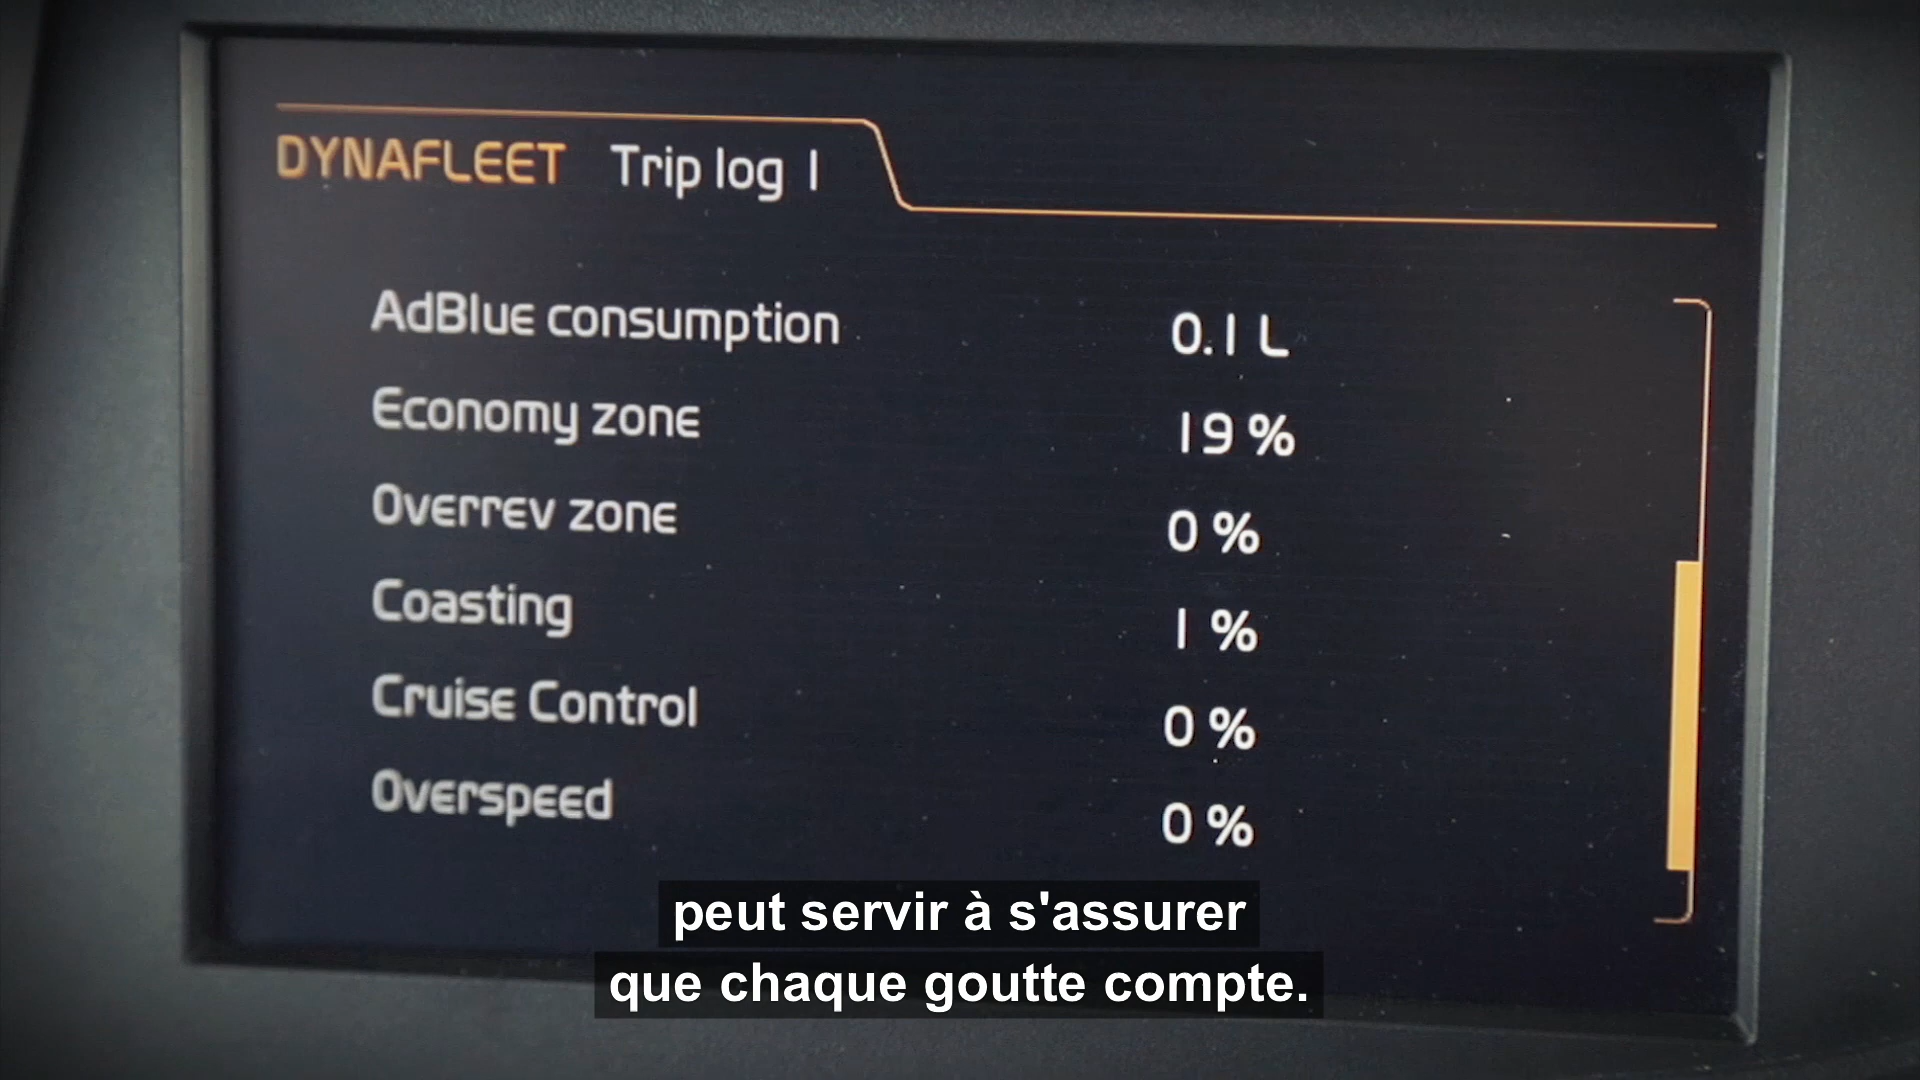 DYNAFLEET Trip log 1
AdBlue consumption 0.1 L
Economy zone 19 %
Overrev zone 0 %
Coasting 1 %
Cruise Control 0 %
Overspeed 0 %
peut servir à s'assurer
que chaque goutte compte.